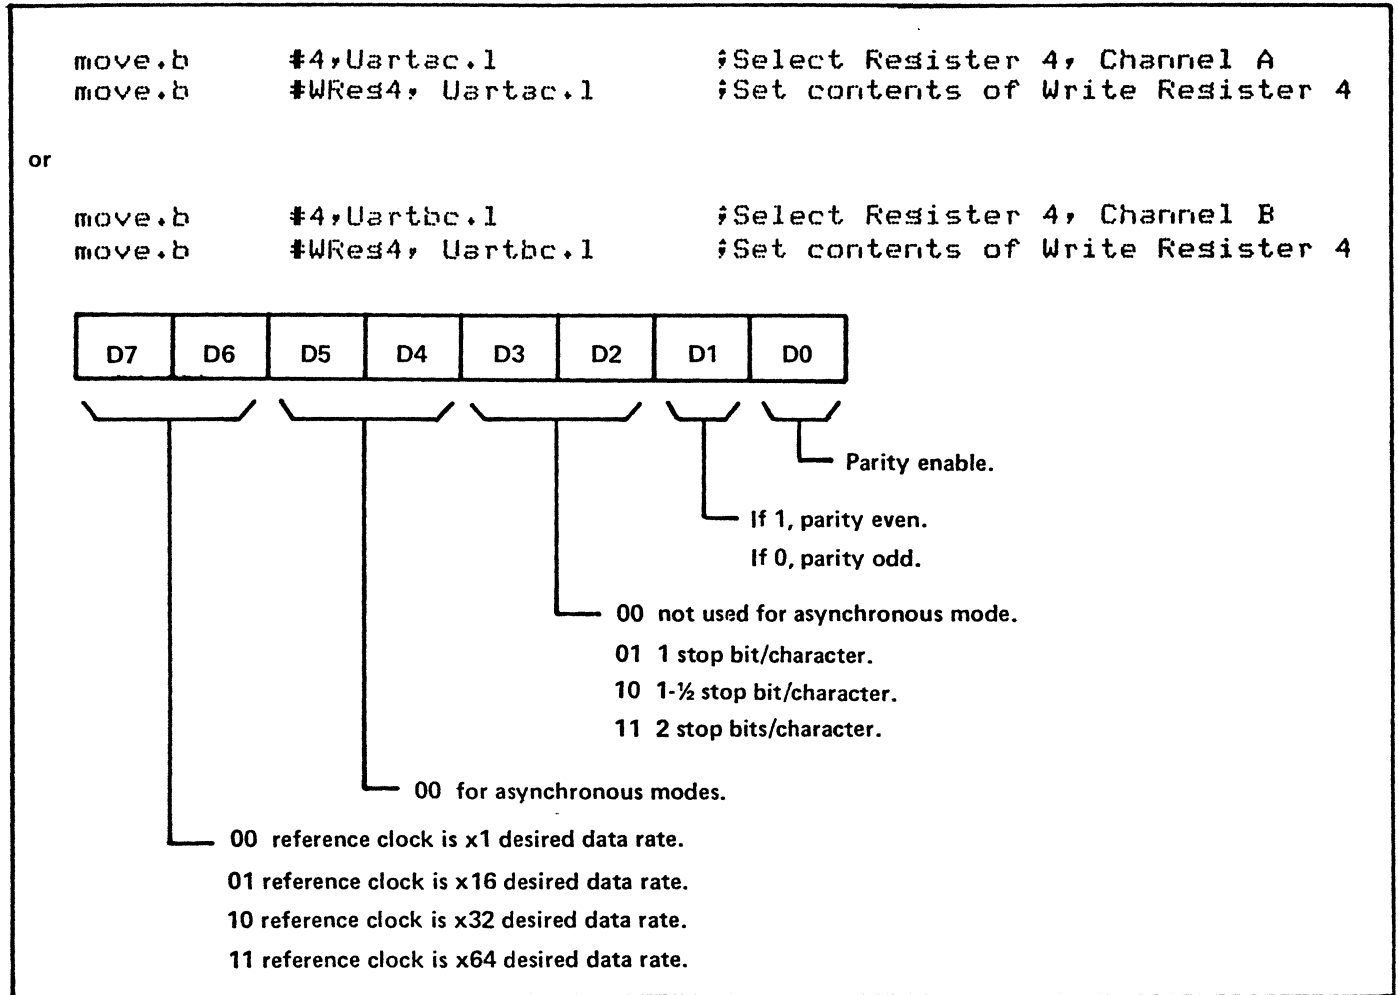 move.b #4,Uartac.l ;Select Register 4, Channel A
move.b #WReg4, Uartac.l ;Set contents of Write Register 4
or
move.b #4,Uartbc.l ;Select Register 4, Channel B
move.b #WReg4, Uartbc.l ;Set contents of Write Register 4
D7 D6 D5 D4 D3 D2 D1 D0
Parity enable.
If 1, parity even.
If 0, parity odd.
00 not used for asynchronous mode.
01 1 stop bit/character.
10 1-½ stop bit/character.
11 2 stop bits/character.
00 for asynchronous modes.
00 reference clock is x1 desired data rate.
01 reference clock is x16 desired data rate.
10 reference clock is x32 desired data rate.
11 reference clock is x64 desired data rate.